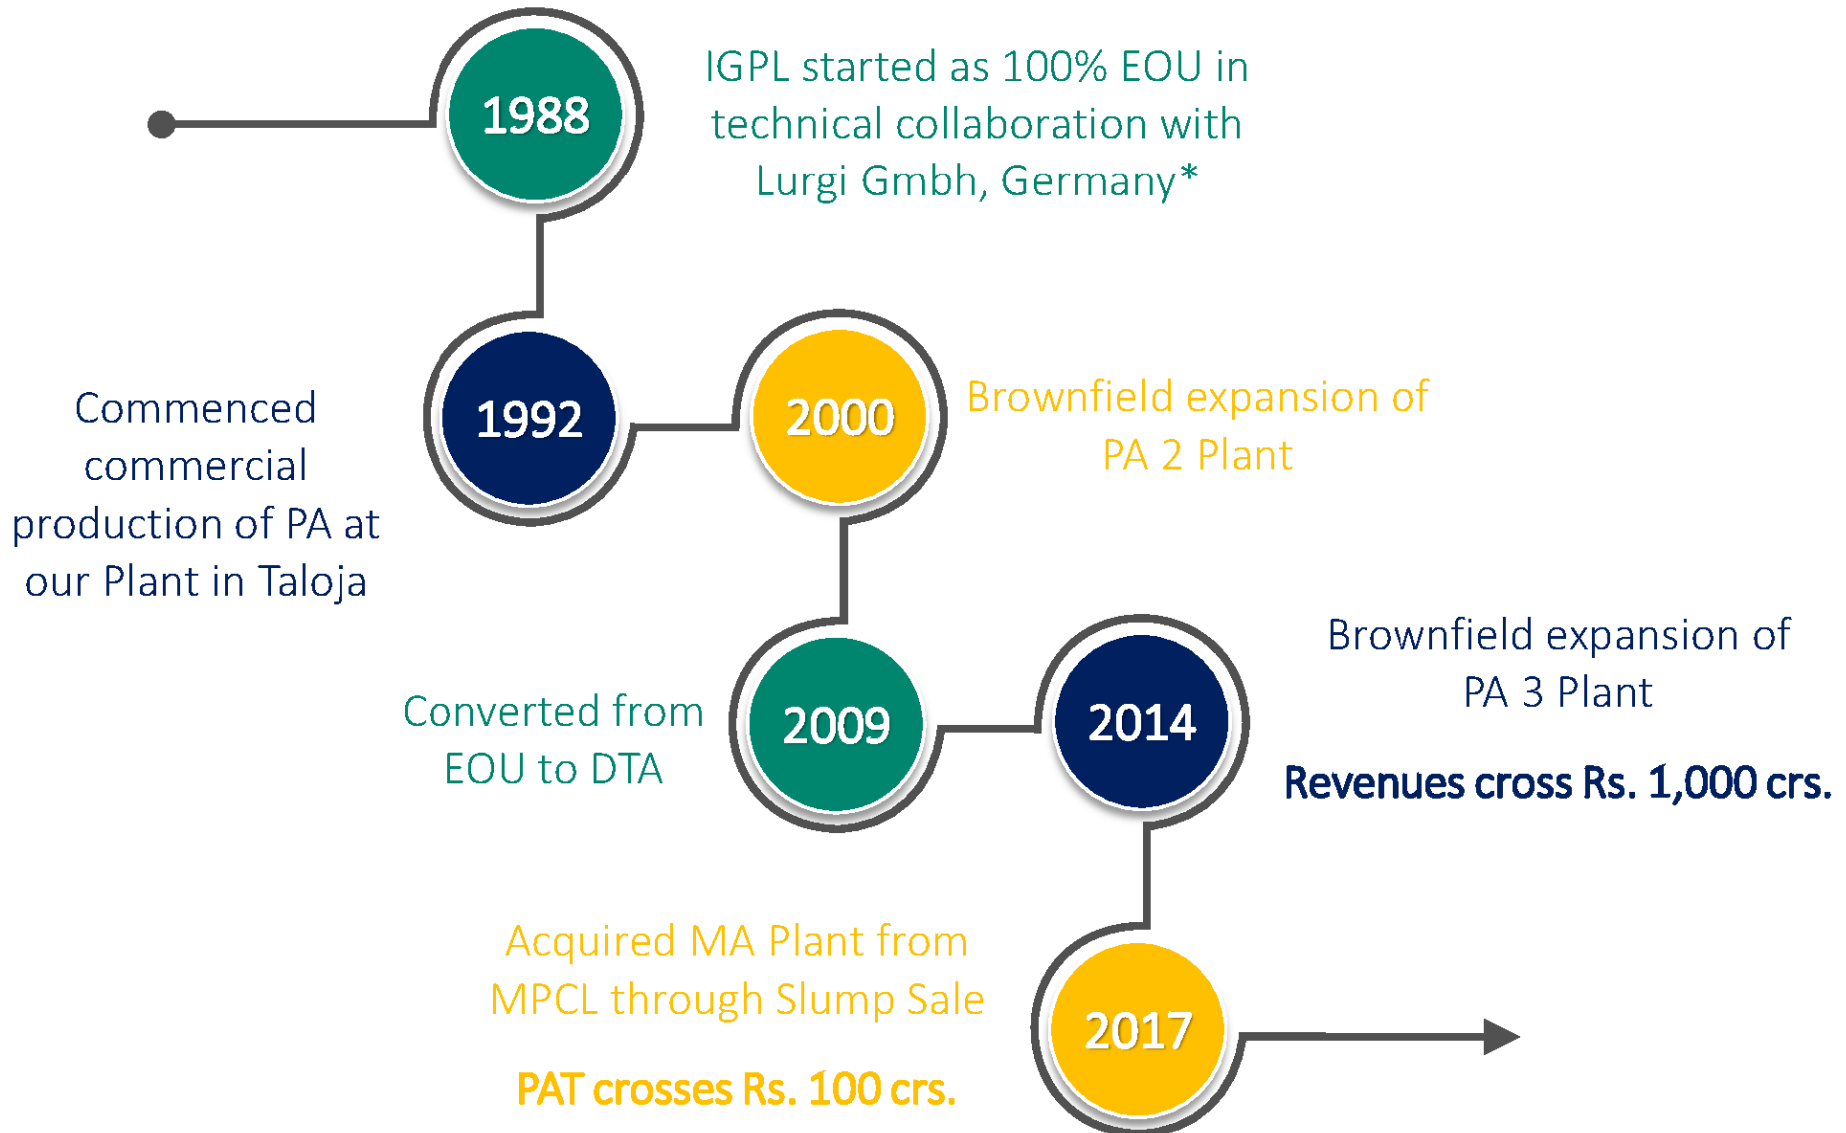 1988
IGPL started as 100% EOU in
technical collaboration with
Lurgi Gmbh, Germany*
Commenced
commercial
production of PA at
our Plant in Taloja
1992
2000
Brownfield expansion of
PA 2 Plant
Converted from
EOU to DTA
2009
2014
Brownfield expansion of
PA 3 Plant
Revenues cross Rs. 1,000 crs.
Acquired MA Plant from
MPCL through Slump Sale
PAT crosses Rs. 100 crs.
2017